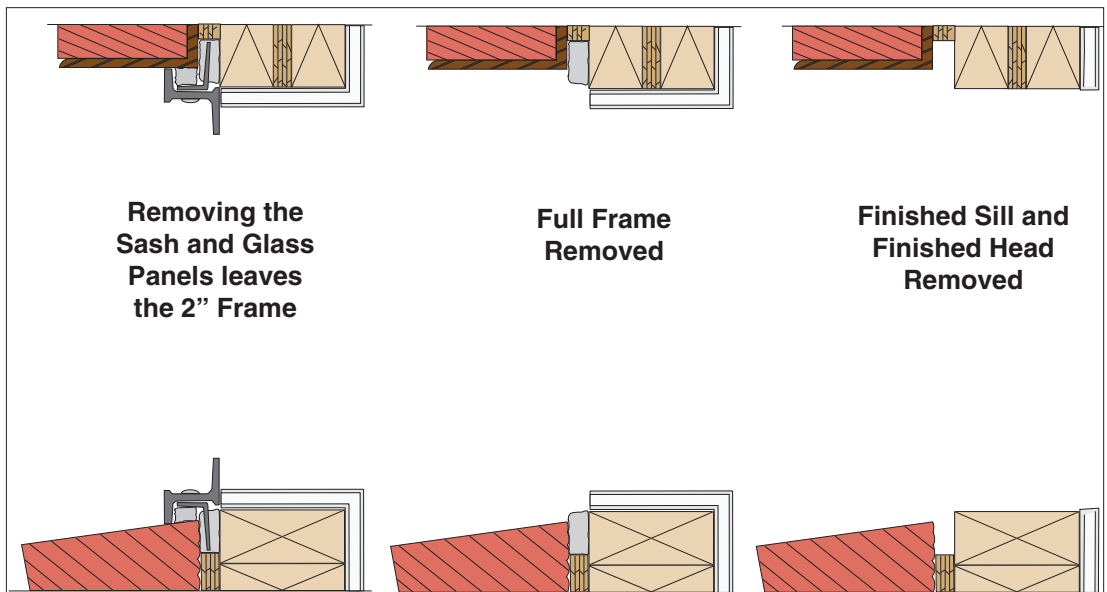 Removing the
Sash and Glass
Panels leaves
the 2” Frame
Full Frame
Removed
Finished Sill and
Finished Head
Removed